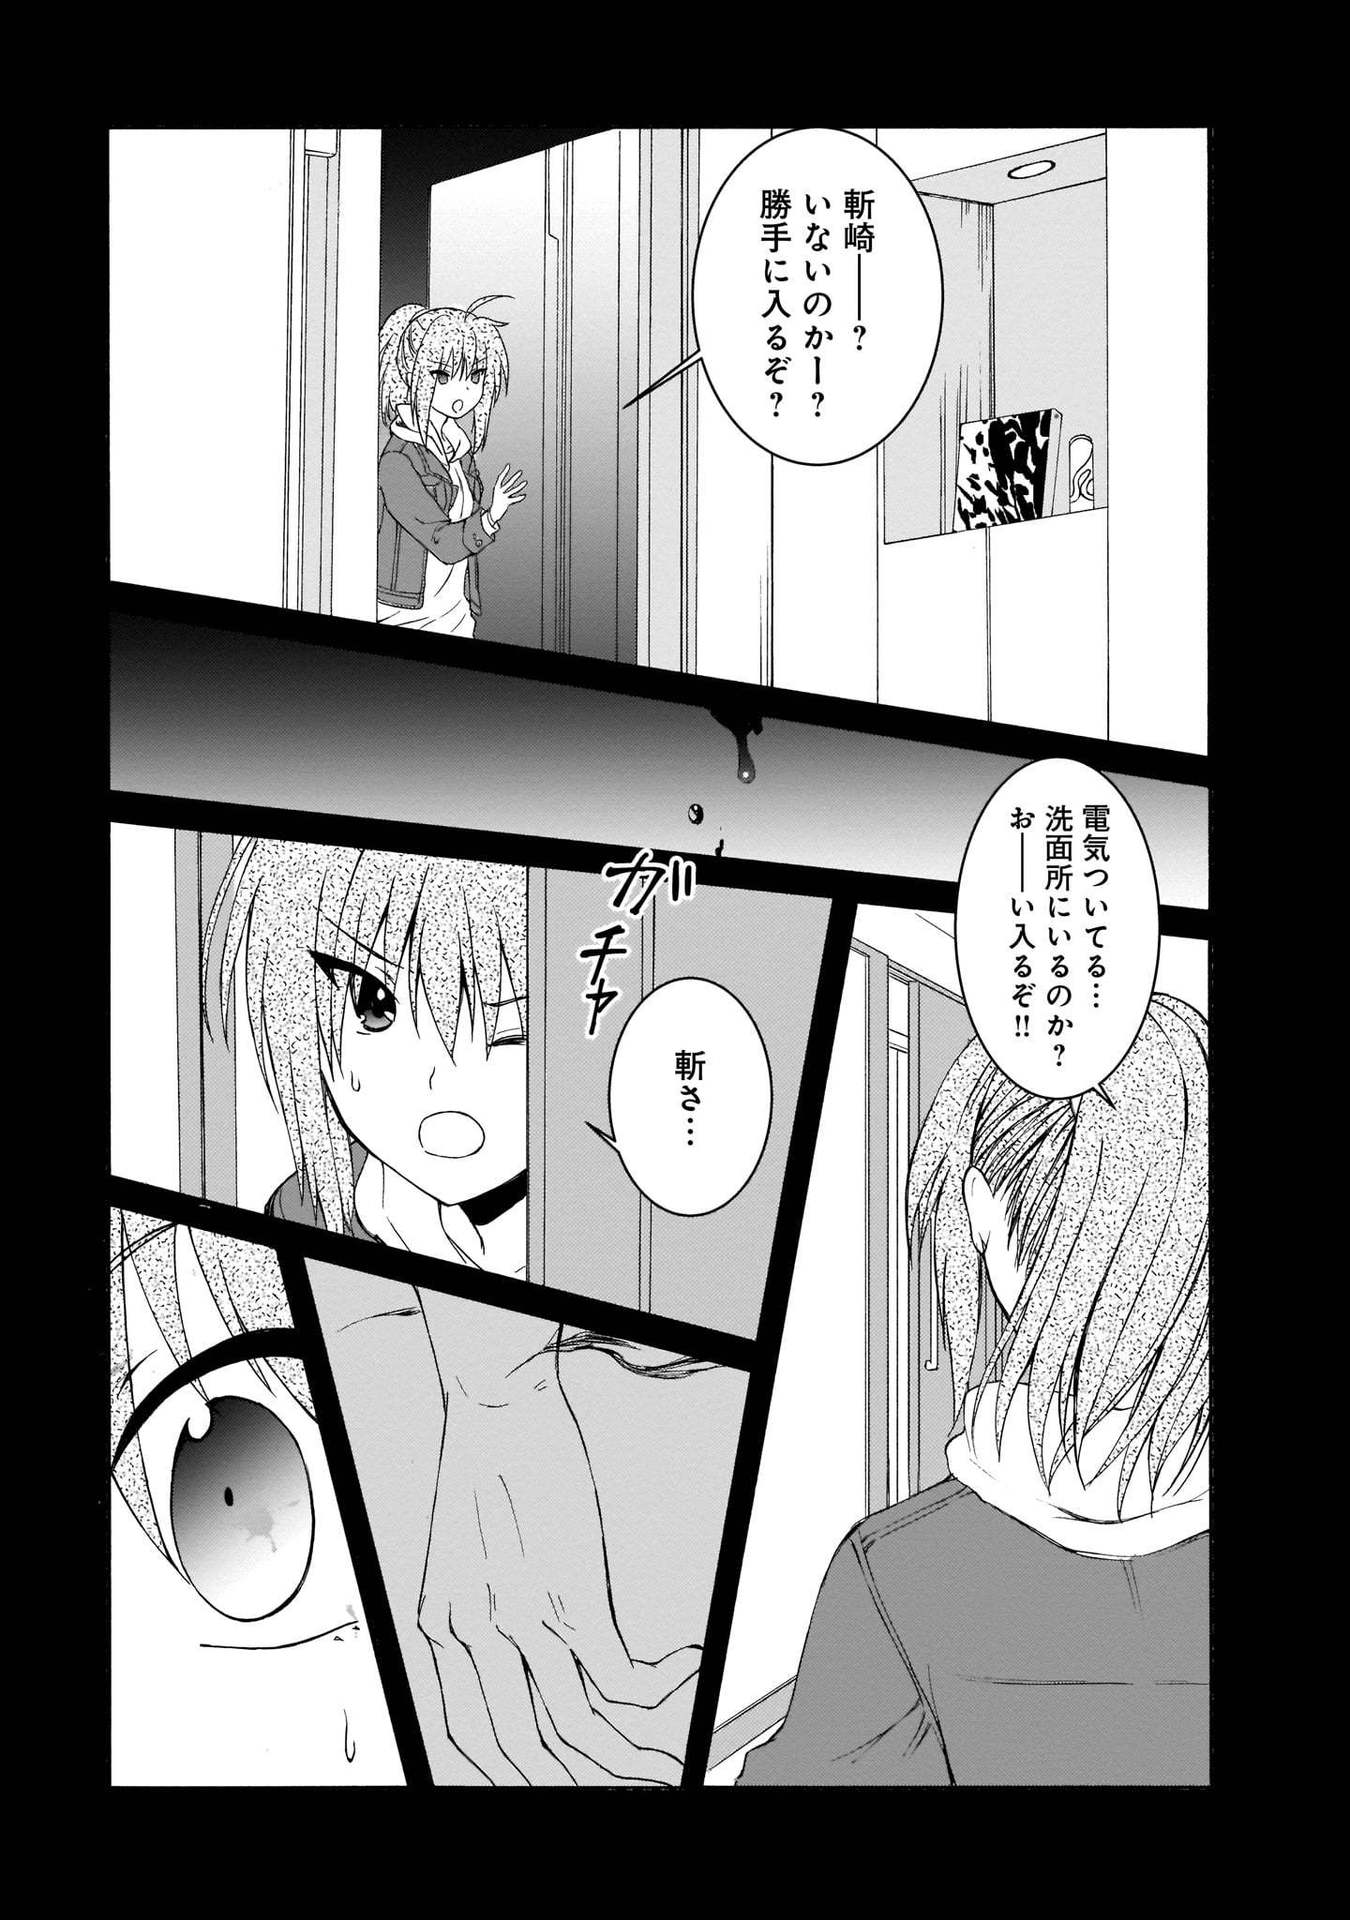 斬崎――？
いないのかー？
勝手に入るぞ？
電気ついてる…
洗面所にいるのか？
お――い入るぞ!!
ガチャ
斬さ…